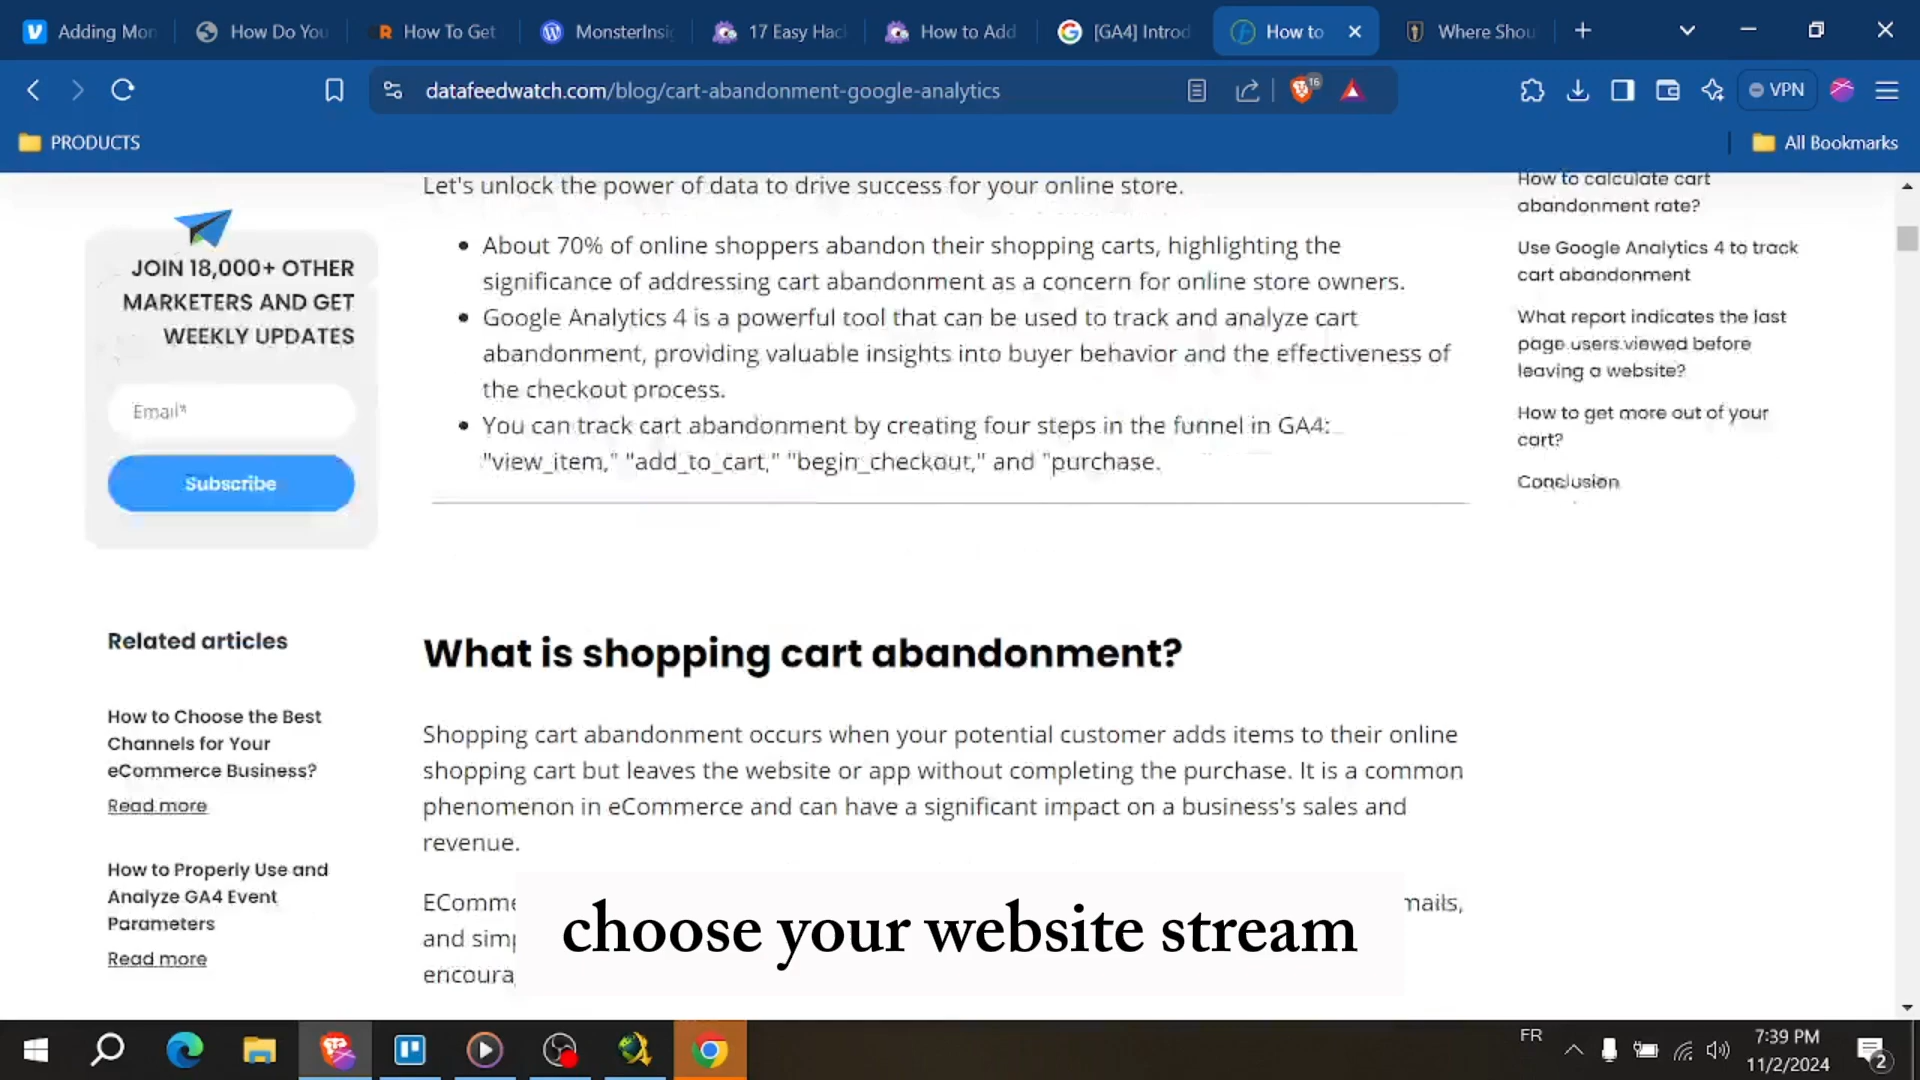 Adding Mon
How Do You
How To Get
MonsterInsi
17 Easy Hac
How to Add
[GA4] Introd
How to
Where Shou
datafeedwatch.com/blog/cart-abandonment-google-analytics
16
VPN
PRODUCTS
All Bookmarks
JOIN 18,000+ OTHER
MARKETERS AND GET
WEEKLY UPDATES
Email*
Subscribe
Related articles
How to Choose the Best
Channels for Your
eCommerce Business?
Read more
How to Properly Use and
Analyze GA4 Event
Parameters
Read more
Let's unlock the power of data to drive success for your online store.
• About 70% of online shoppers abandon their shopping carts, highlighting the
significance of addressing cart abandonment as a concern for online store owners.
• Google Analytics 4 is a powerful tool that can be used to track and analyze cart
abandonment, providing valuable insights into buyer behavior and the effectiveness of
the checkout process.
• You can track cart abandonment by creating four steps in the funnel in GA4:
"view_item," "add_to_cart," "begin_checkout," and "purchase.
What is shopping cart abandonment?
Shopping cart abandonment occurs when your potential customer adds items to their online
shopping cart but leaves the website or app without completing the purchase. It is a common
phenomenon in eCommerce and can have a significant impact on a business's sales and
revenue.
EComme
mails,
and simp
encoura
choose your website stream
How to calculate cart
abandonment rate?
Use Google Analytics 4 to track
cart abandonment
What report indicates the last
page users viewed before
leaving a website?
How to get more out of your
cart?
Conclusion
FR
7:39 PM
11/2/2024
2